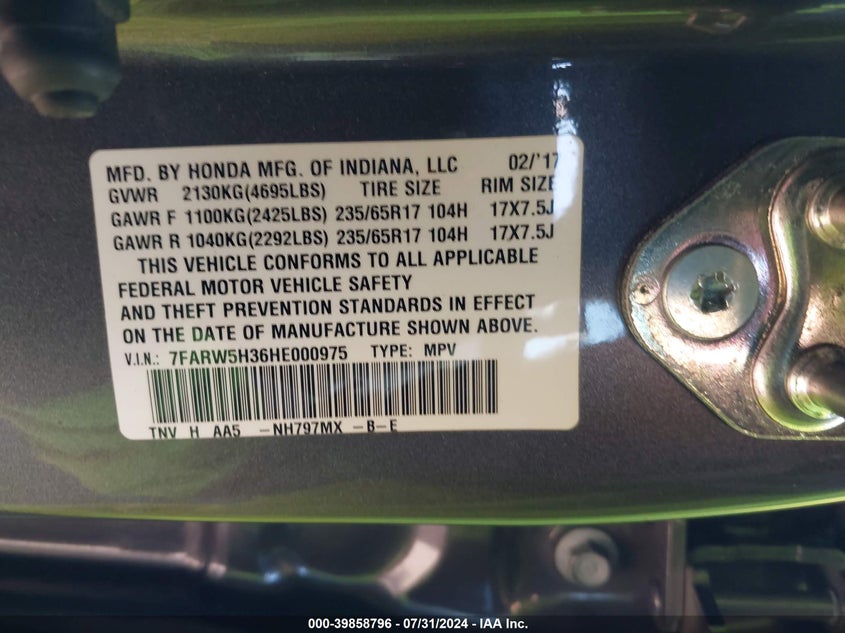 MFD. BY HONDA MFG. OF INDIANA, LLC 02/'17
GVWR 2130KG(4695LBS) TIRE SIZE RIM SIZE
GAWR F 1100KG(2425LBS) 235/65R17 104H 17X7.5J
GAWR R 1040KG(2292LBS) 235/65R17 104H 17X7.5J
THIS VEHICLE CONFORMS TO ALL APPLICABLE
FEDERAL MOTOR VEHICLE SAFETY
AND THEFT PREVENTION STANDARDS IN EFFECT
ON THE DATE OF MANUFACTURE SHOWN ABOVE.
V.I.N.: 7FARW5H36HE000975 TYPE: MPV
TNV H AA5 -NH797MX -B-E
000-39858796 - 07/31/2024 - IAA Inc.